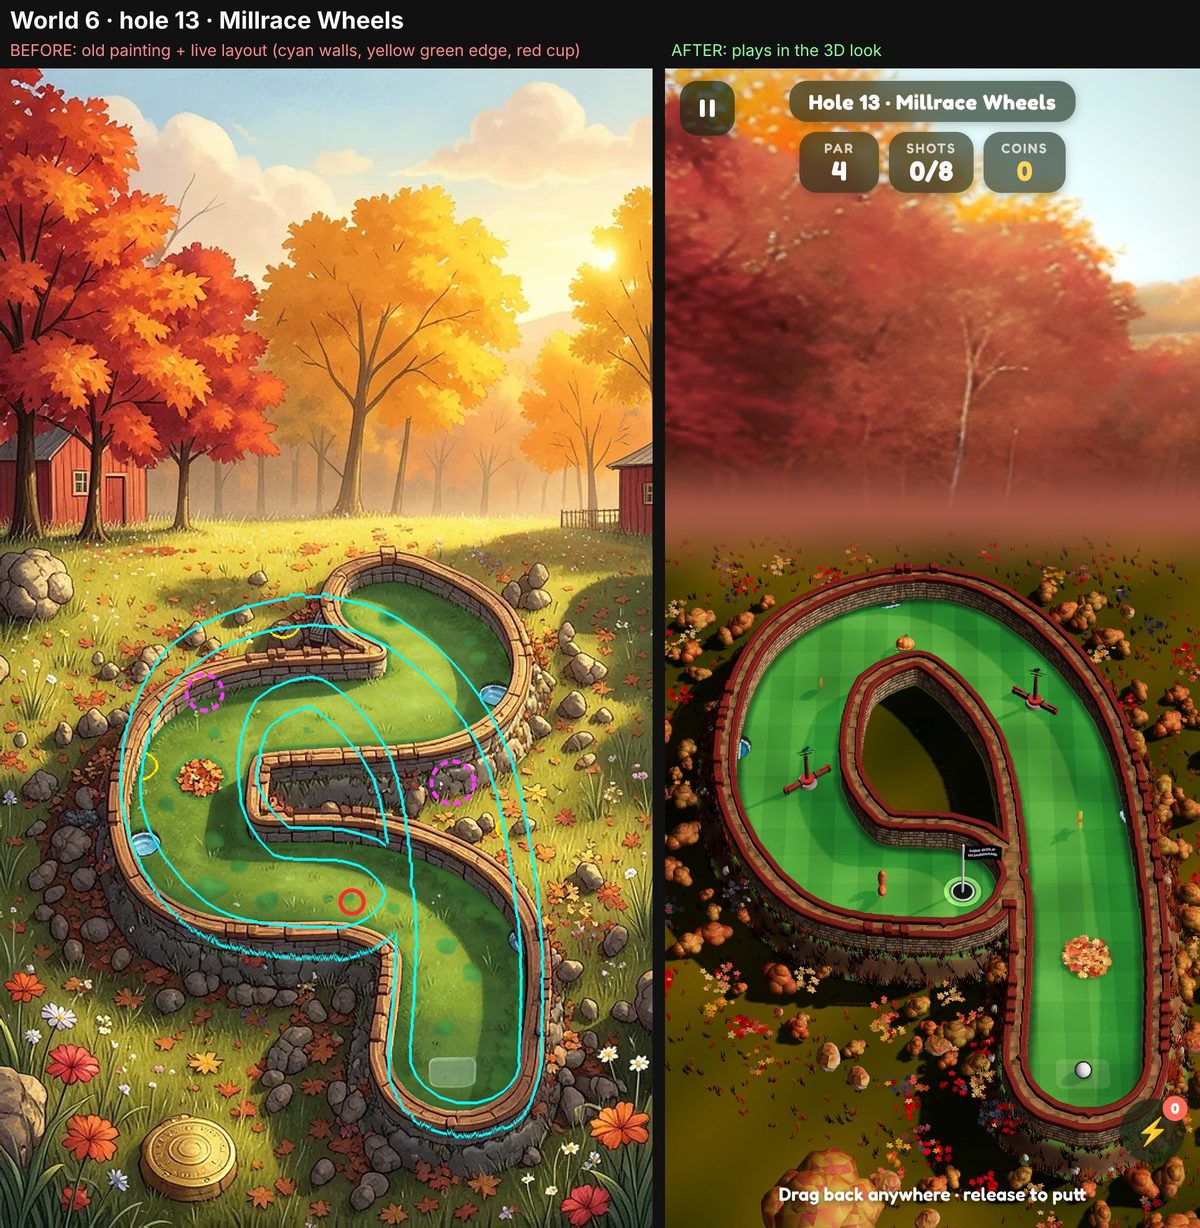 World 6 · hole 13 · Millrace Wheels
BEFORE: old painting + live layout (cyan walls, yellow green edge, red cup)
AFTER: plays in the 3D look
Hole 13 · Millrace Wheels
PAR
SHOTS
COINS
4
0/8
0
0
Drag back anywhere · release to putt